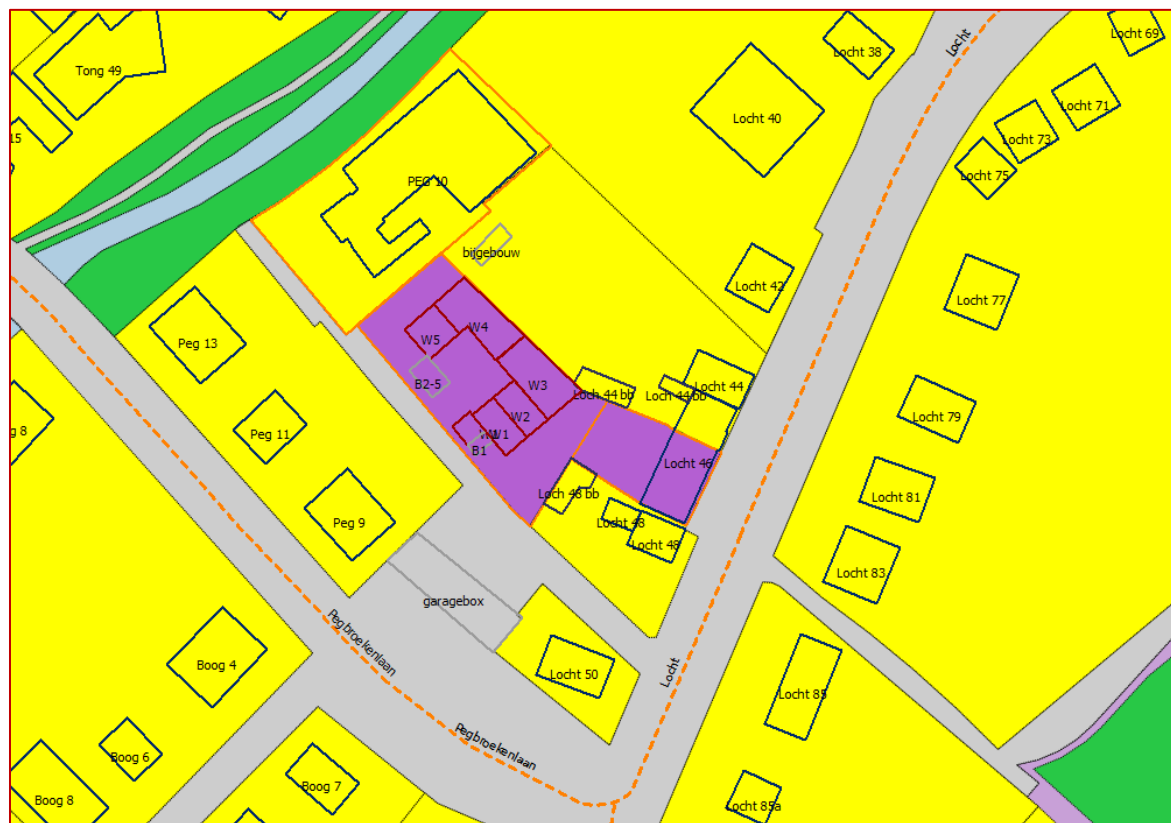 Locht 69
Locht
Locht 38
Tong 49
Locht 71
Locht 40
Locht 73
15
Locht 75
PEG 10
bijgebouw
Locht 42
Locht 77
W4
Peg 13
W5
B2-5
W3
Locht 44
Loch 44 bb
Loch 44 bb
Locht 79
W2
Peg 11
g 8
W1
B1
Locht 46
Loch 48 bb
Locht 81
Peg 9
Locht 48
Locht 48
Locht 83
garagebox
Pegbroekenlaan
Boog 4
Locht
Locht 50
Locht 85
Pegbroekenlaan
Boog 6
Boog 7
Boog 8
Locht 85a